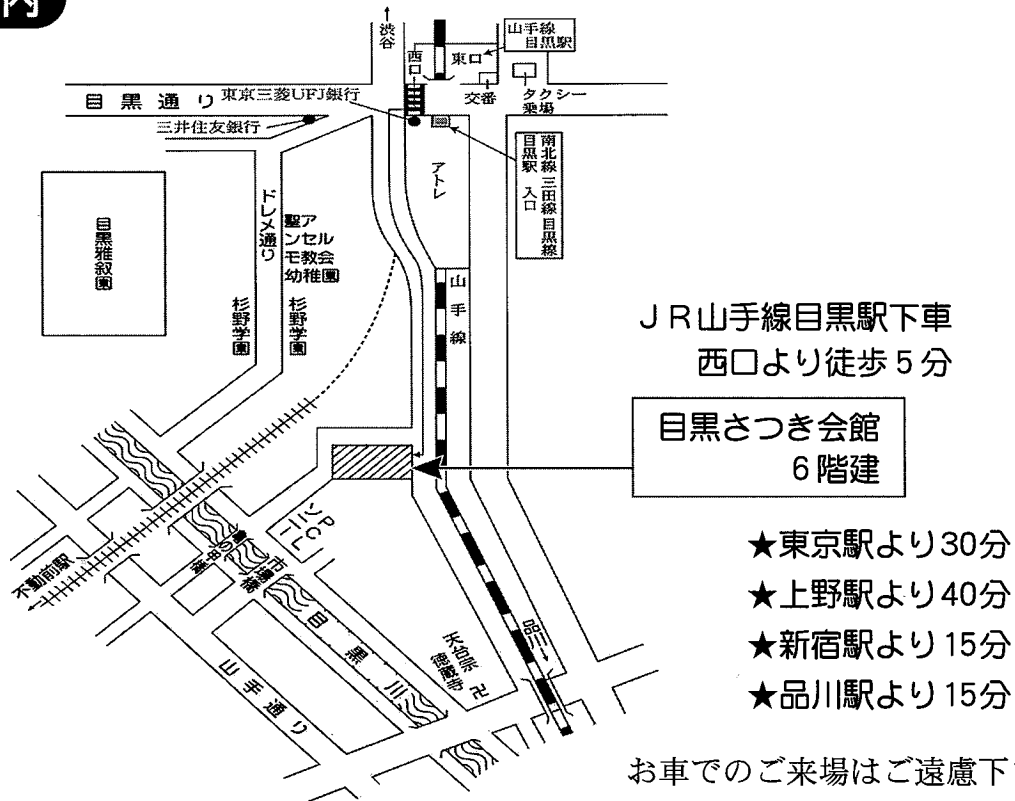 内
↑渋谷
山手線
目黒駅
西口
東口
目黒通り
東京三菱UFJ銀行
交番
タクシー
乗場
三井住友銀行
南北線 三田線 目黒線
目黒駅 入口
アトレ
ドレメ通り
聖ア
ンセル
モ教会
幼稚園
目黒雅叙園
杉野学園
杉野学園
山手線
JR山手線目黒駅下車
西口より徒歩5分
目黒さつき会館
6階建
ソニー
PCL
不動前駅
亀の甲橋
市場橋
目黒川
山手通り
天台宗
徳蔵寺
卍
品川→
★東京駅より30分
★上野駅より40分
★新宿駅より15分
★品川駅より15分
お車でのご来場はご遠慮下